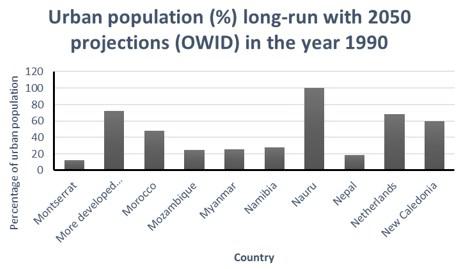 Urban population (%) long-run with 2050
projections (OWID) in the year 1990
Percentage of urban population
120
100
80
60
40
20
0
Montserrat
More developed...
Morocco
Mozambique
Myanmar
Namibia
Nauru
Nepal
Netherlands
New Caledonia
Country